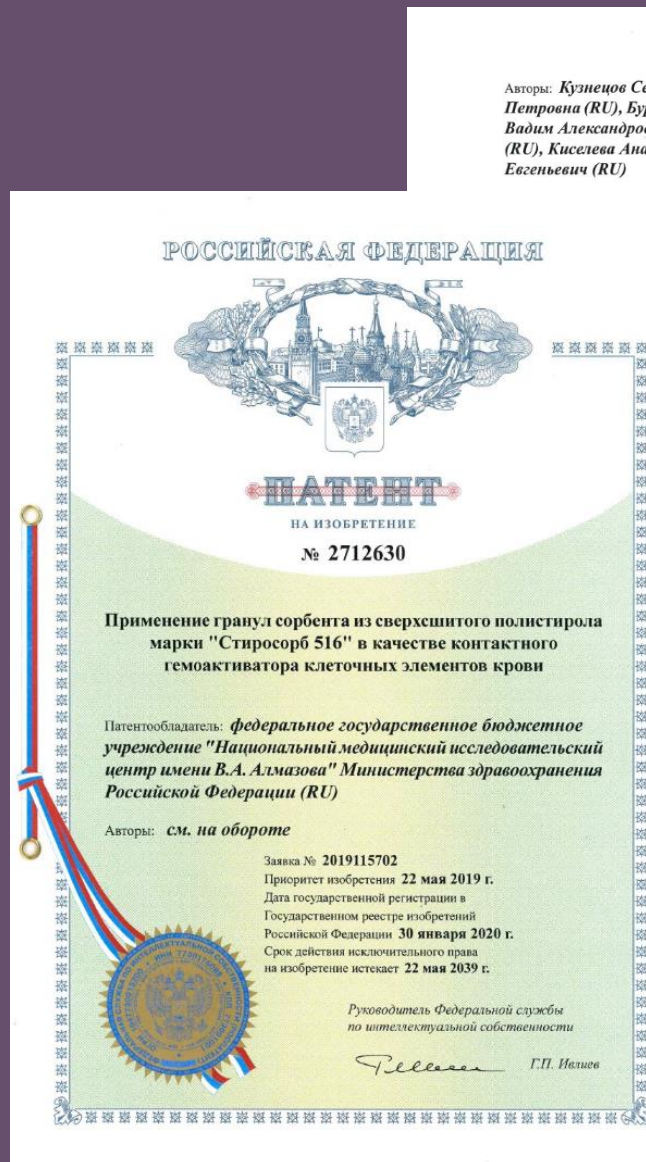 Авторы: Кузнецов Се
Петровна (RU), Бур
Вадим Александро
(RU), Киселева Ана
Евгеньевич (RU)
РОССИЙСКАЯ ФЕДЕРАЦИЯ
ПАТЕНТ
НА ИЗОБРЕТЕНИЕ
№ 2712630
Применение гранул сорбента из сверхсшитого полистирола
марки "Стиросорб 516" в качестве контактного
гемоактиватора клеточных элементов крови
Патентообладатель: федеральное государственное бюджетное
учреждение "Национальный медицинский исследовательский
центр имени В.А. Алмазова" Министерства здравоохранения
Российской Федерации (RU)
Авторы: см. на обороте
Заявка № 2019115702
Приоритет изобретения 22 мая 2019 г.
Дата государственной регистрации в
Государственном реестре изобретений
Российской Федерации 30 января 2020 г.
Срок действия исключительного права
на изобретение истекает 22 мая 2039 г.
Руководитель Федеральной службы
по интеллектуальной собственности
Г.П. Ивлиев